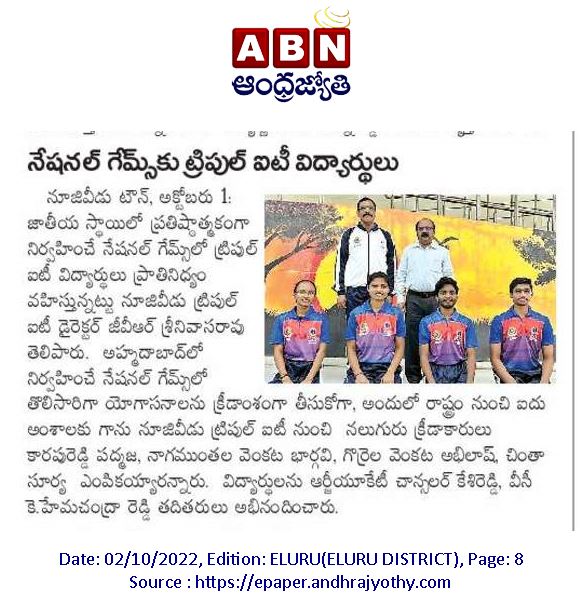 ABN
ఆంధ్రజ్యోతి
నేషనల్ గేమ్స్‌కు ట్రిపుల్ ఐటీ విద్యార్థులు
నూజివీడు టౌన్, అక్టోబరు 1:
జాతీయ స్థాయిలో ప్రతిష్ఠాత్మకంగా
నిర్వహించే నేషనల్ గేమ్స్‌లో ట్రిపుల్
ఐటీ విద్యార్థులు ప్రాతినిధ్యం
వహిస్తున్నట్టు నూజివీడు ట్రిపుల్
ఐటీ డైరెక్టర్ జీవీఆర్ శ్రీనివాసరావు
తెలిపారు. అహ్మదాబాద్‌లో
నిర్వహించే నేషనల్ గేమ్స్‌లో
తొలిసారిగా యోగాసనాలను క్రీడాంశంగా తీసుకోగా, అందులో రాష్ట్రం నుంచి ఐదు
అంశాలకు గాను నూజివీడు ట్రిపుల్ ఐటీ నుంచి నలుగురు క్రీడాకారులు
కారపురెడ్డి పద్మజ, నాగముంతల వెంకట భార్గవి, గొర్రెల వెంకట అభిలాష్, చింతా
సూర్య ఎంపికయ్యారన్నారు. విద్యార్థులను ఆర్జీయూకేటీ చాన్సలర్ కేశిరెడ్డి, వీసీ
కె.హేమచంద్రా రెడ్డి తదితరులు అభినందించారు.
Date: 02/10/2022, Edition: ELURU(ELURU DISTRICT), Page: 8
Source : https://epaper.andhrajyothy.com